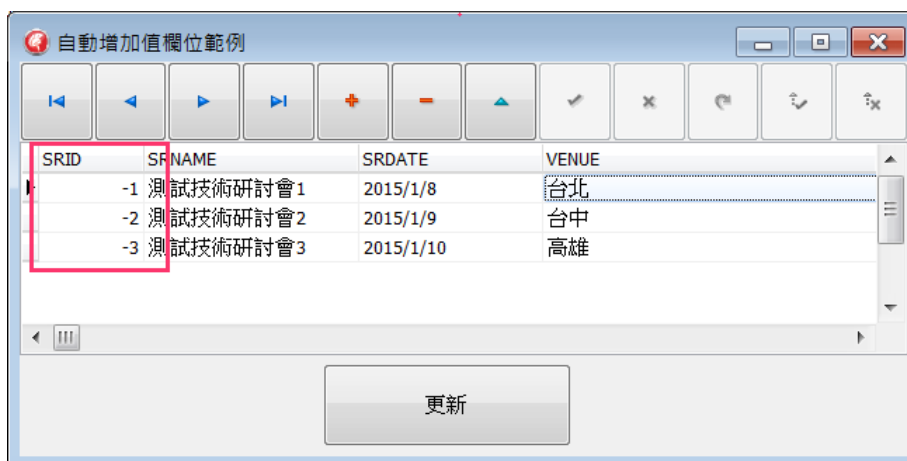 自動增加值欄位範例
SRID SRNAME SRDATE VENUE
-1 測試技術研討會1 2015/1/8 台北
-2 測試技術研討會2 2015/1/9 台中
-3 測試技術研討會3 2015/1/10 高雄
更新